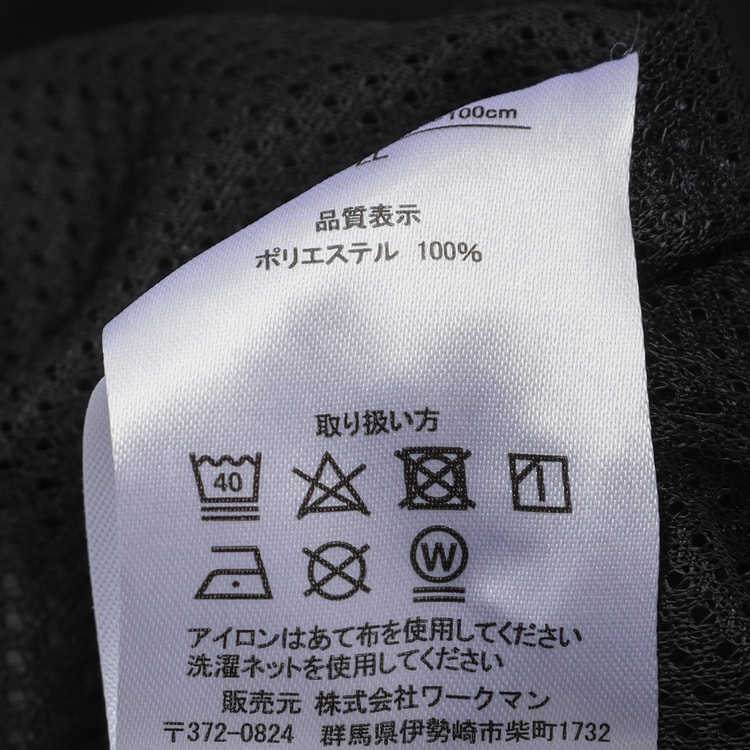 100cm
LL
品質表示
ポリエステル 100%
取り扱い方
40
W
アイロンはあて布を使用してください
洗濯ネットを使用してください
販売元 株式会社ワークマン
〒372-0824 群馬県伊勢崎市柴町1732